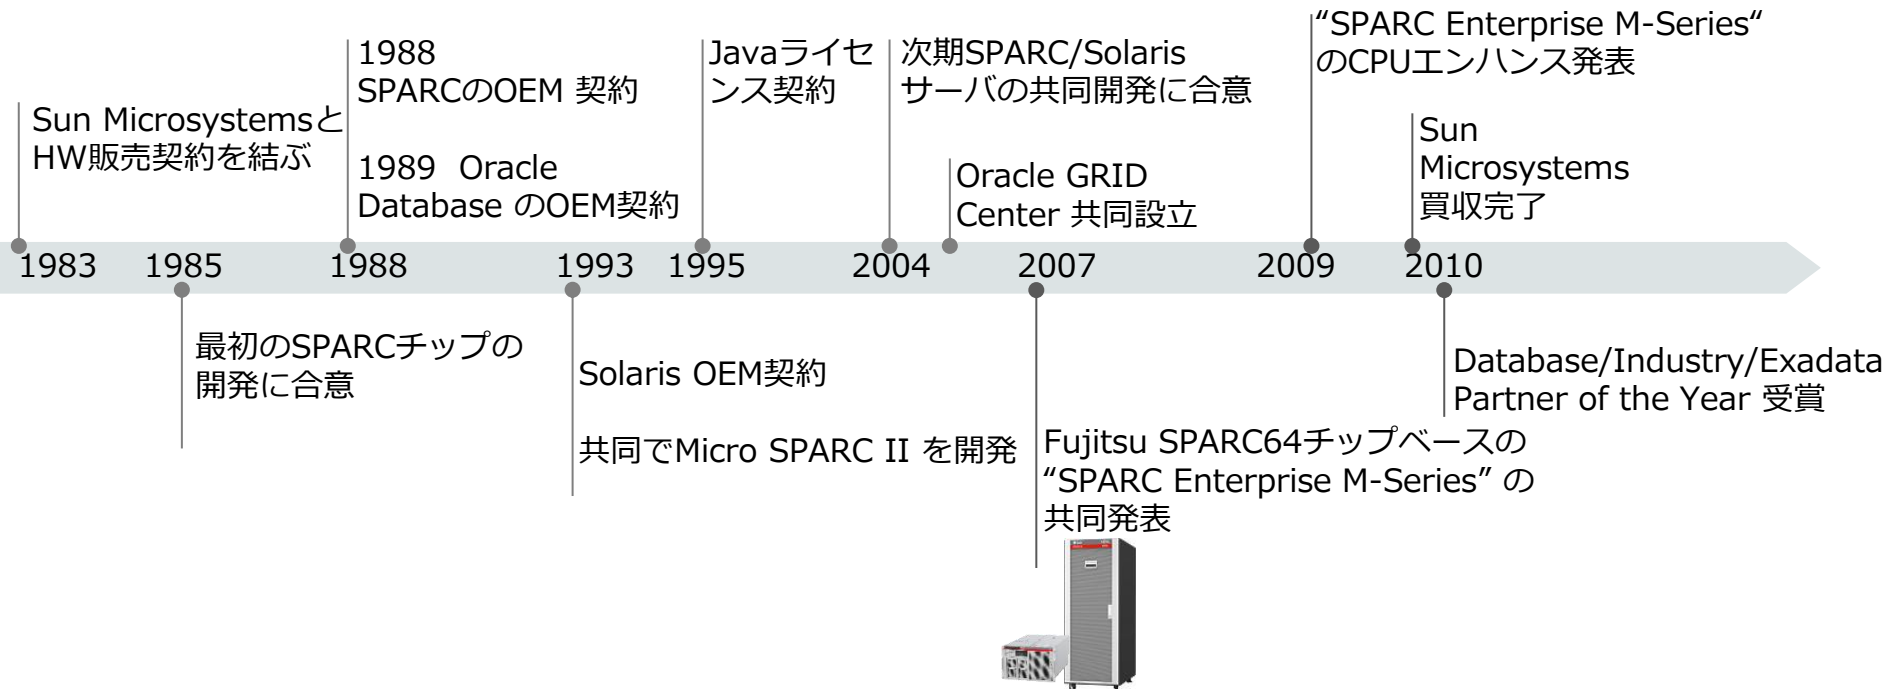 “SPARC Enterprise M-Series“
のCPUエンハンス発表
1988
SPARCのOEM 契約
1989 Oracle
Database のOEM契約
Javaライセ
ンス契約
次期SPARC/Solaris
サーバの共同開発に合意
Sun Microsystemsと
HW販売契約を結ぶ
Oracle GRID
Center 共同設立
Sun
Microsystems
買収完了
1983 1985 1988 1993 1995 2004 2007 2009 2010
最初のSPARCチップの
開発に合意
Solaris OEM契約
共同でMicro SPARC II を開発
Fujitsu SPARC64チップベースの
“SPARC Enterprise M-Series” の
共同発表
Database/Industry/Exadata
Partner of the Year 受賞